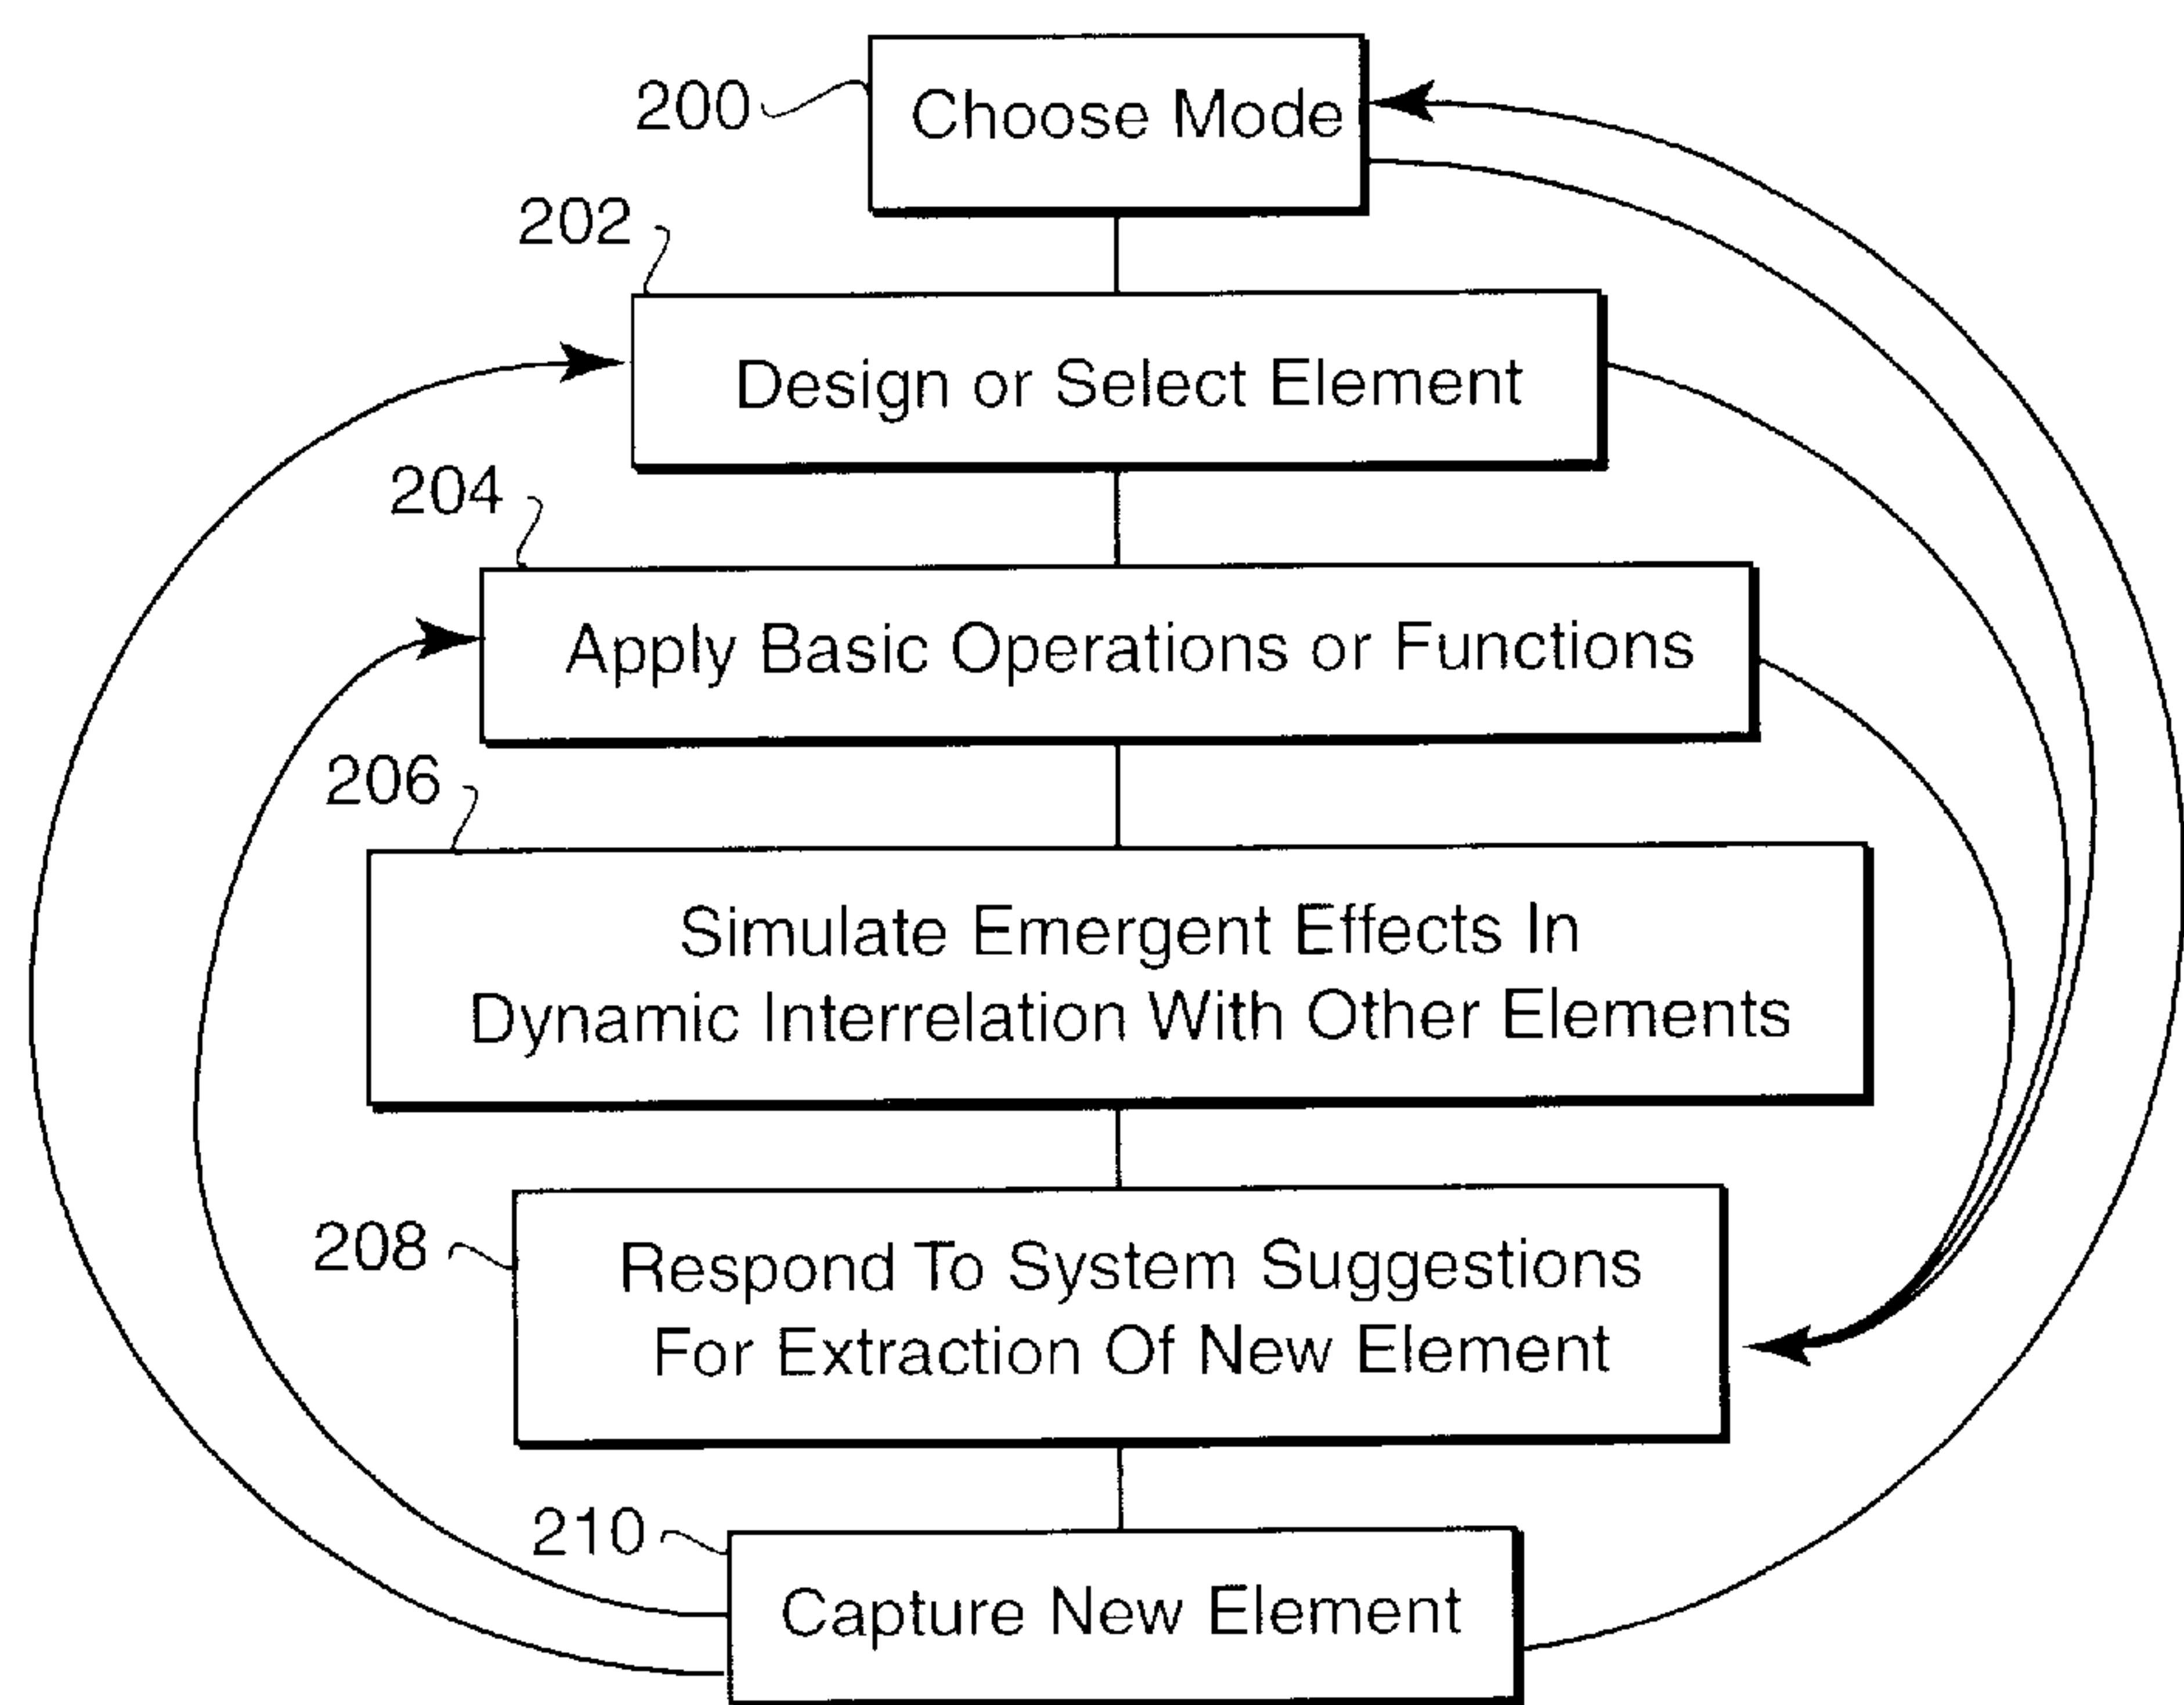 200
Choose Mode
202
Design or Select Element
204
Apply Basic Operations or Functions
206
Simulate Emergent Effects In
Dynamic Interrelation With Other Elements
208
Respond To System Suggestions
For Extraction Of New Element
210
Capture New Element